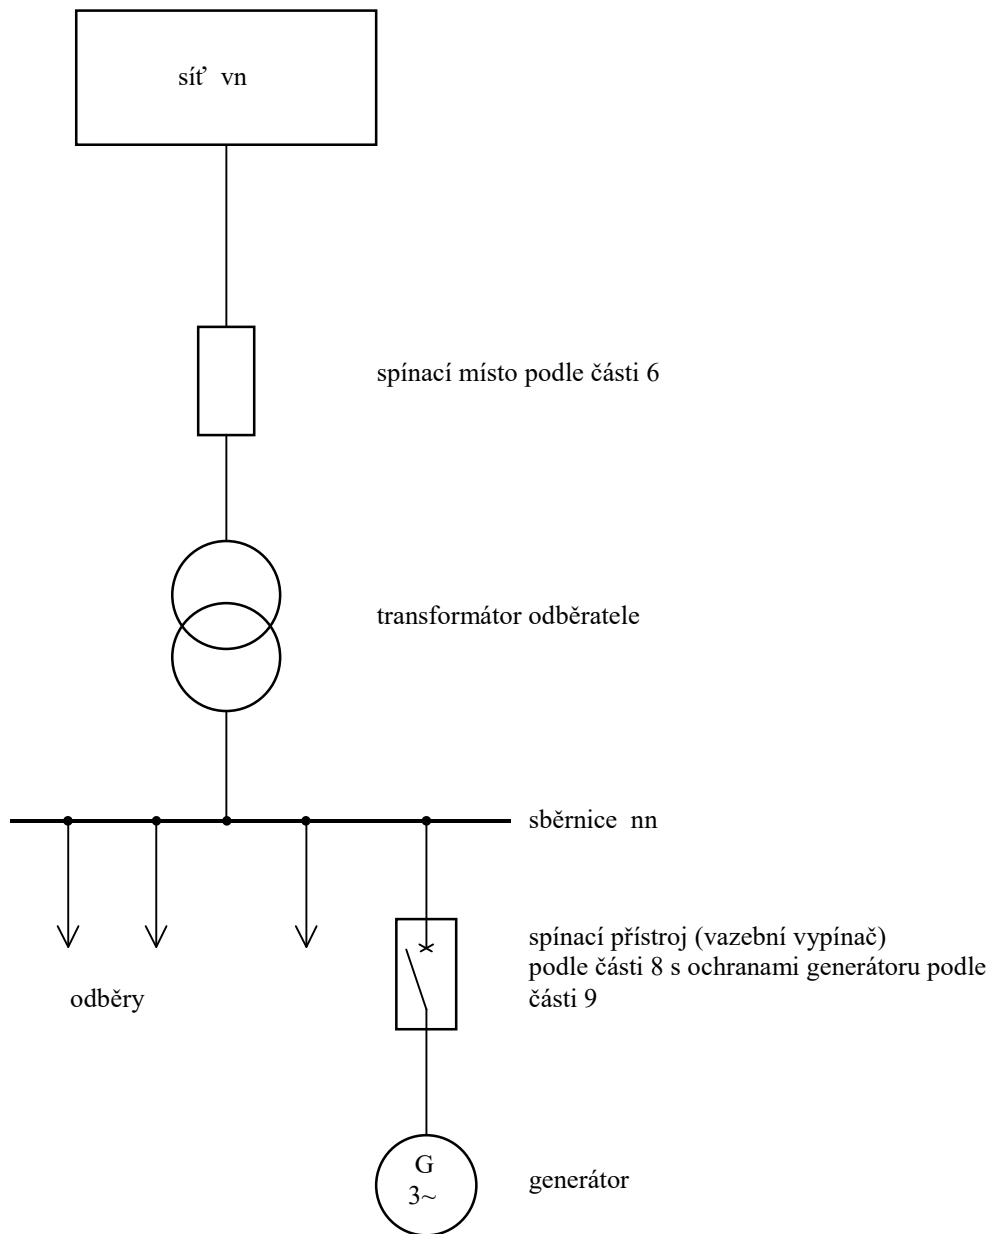 síť vn
spínací místo podle části 6
transformátor odběratele
sběrnice nn
spínací přístroj (vazební vypínač)
podle části 8 s ochranami generátoru podle
části 9
odběry
G
3~
generátor